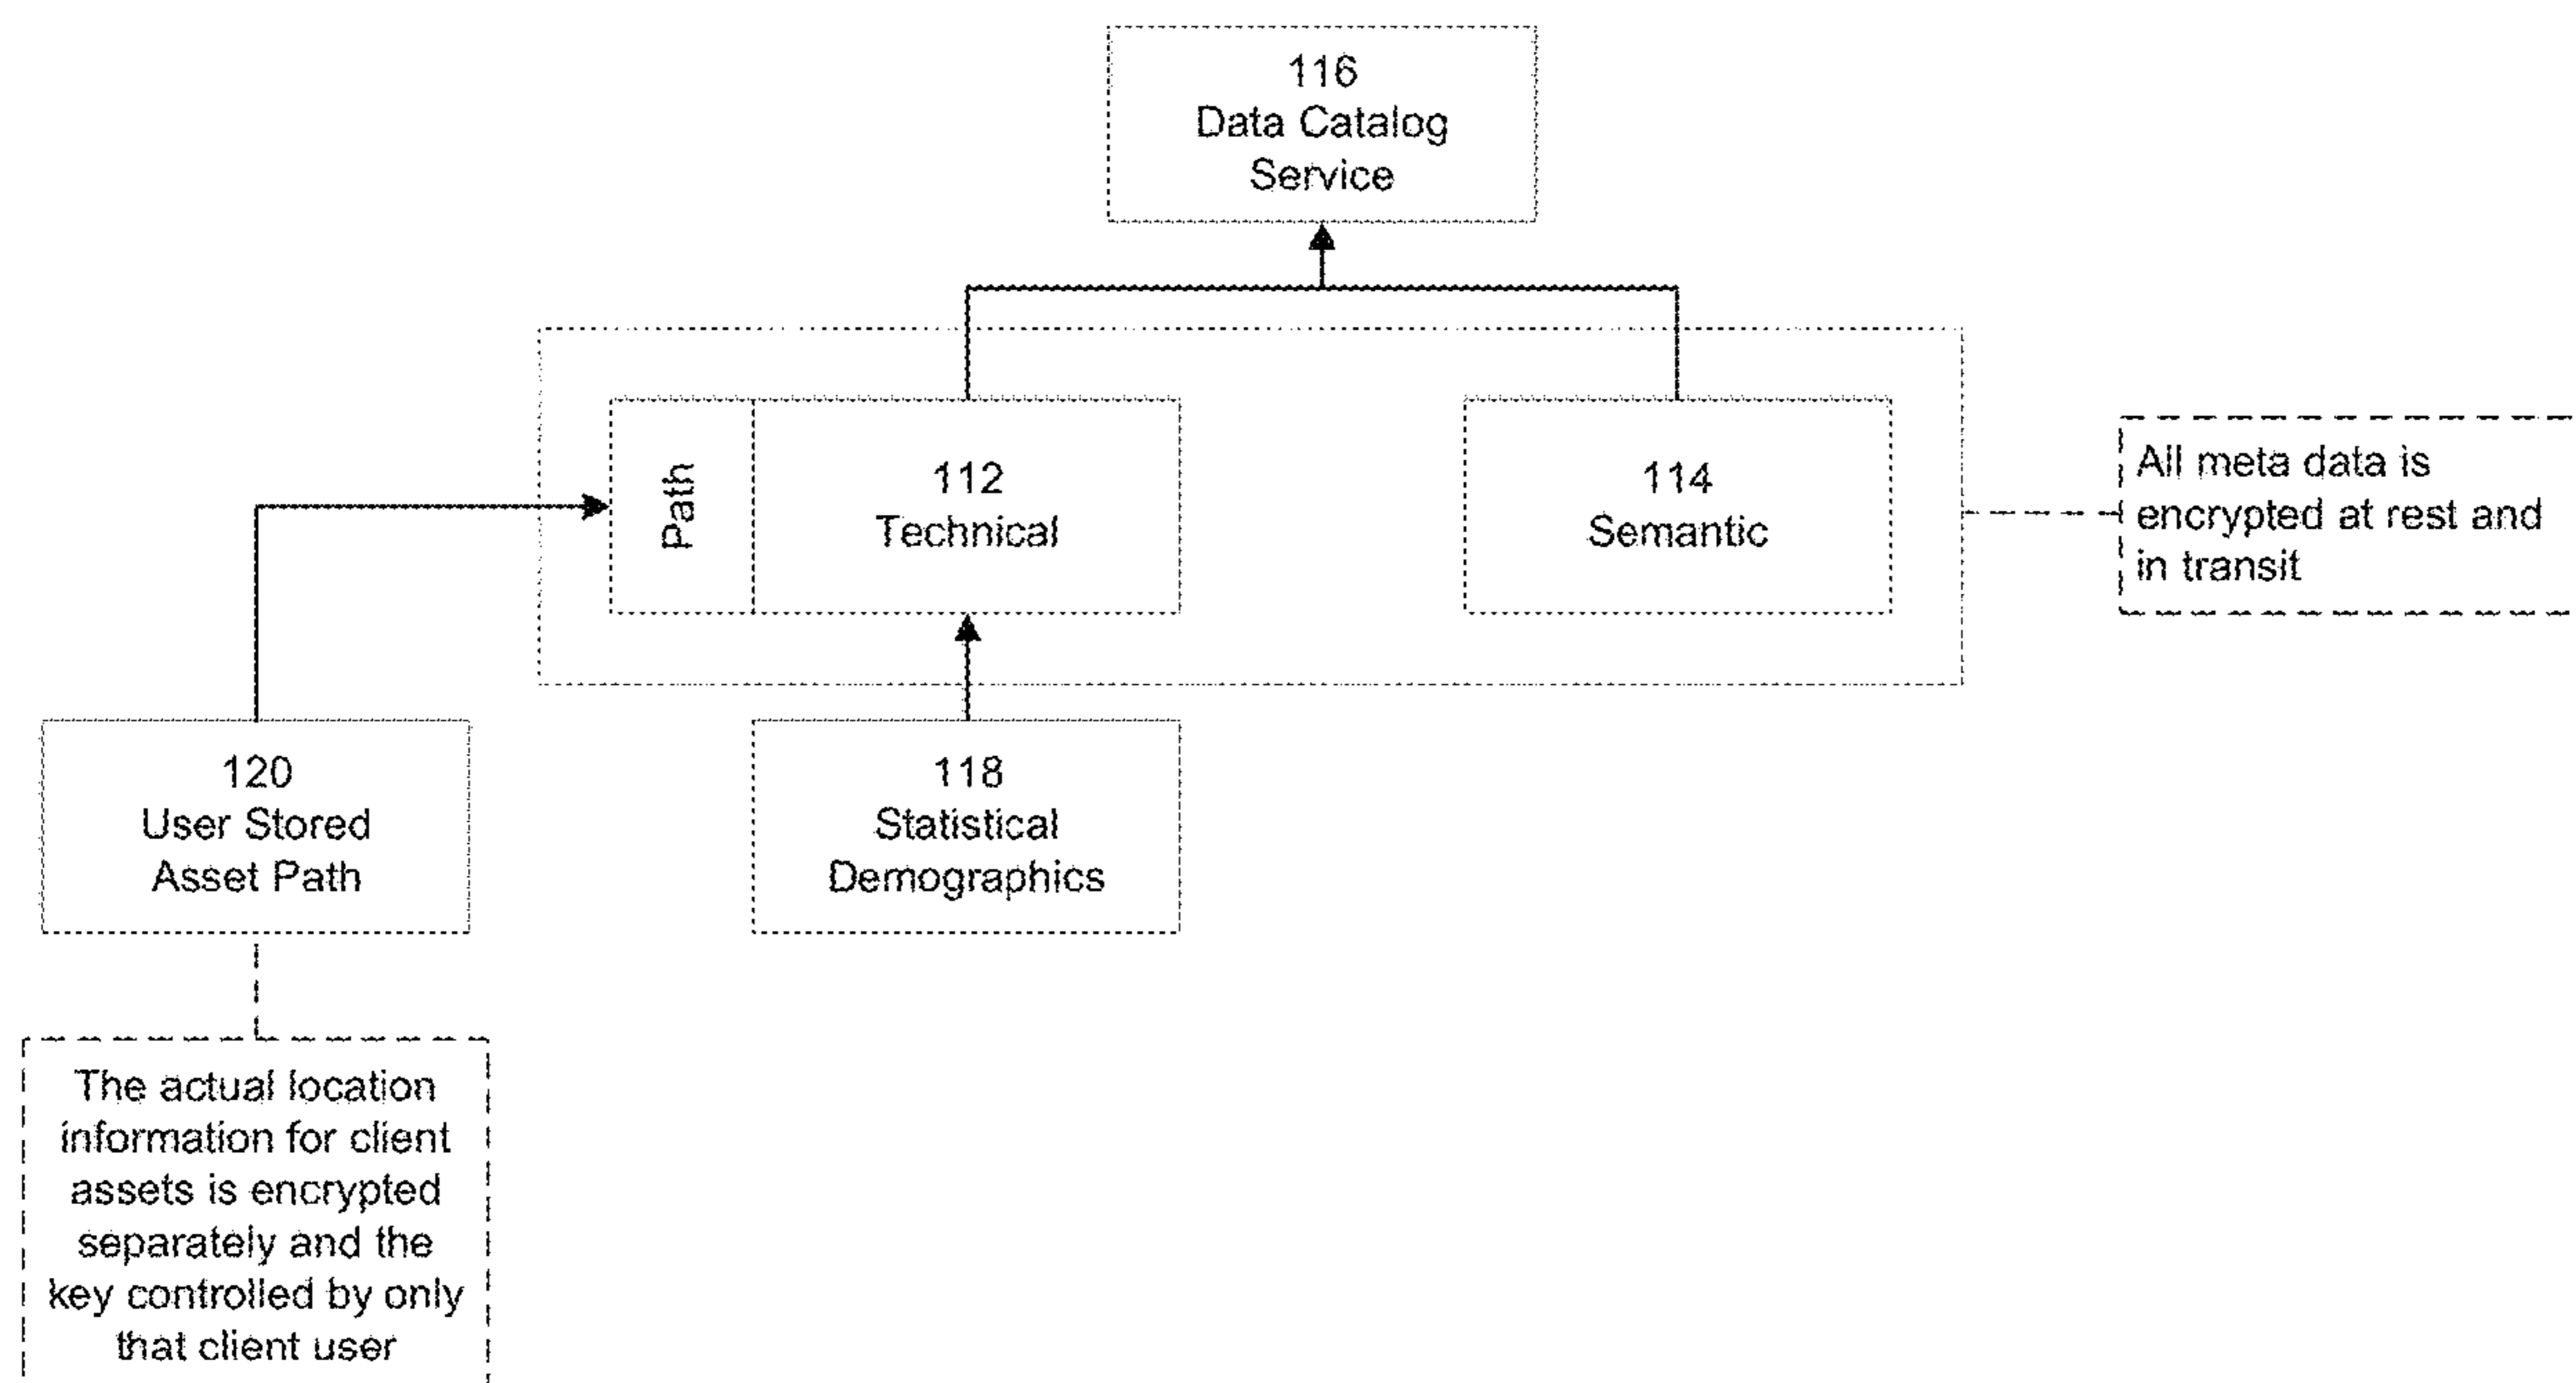 116
Data Catalog
Service
Path
112
Technical
114
Semantic
All meta data is
encrypted at rest and
in transit
120
User Stored
Asset Path
118
Statistical
Demographics
The actual location
information for client
assets is encrypted
separately and the
key controlled by only
that client user